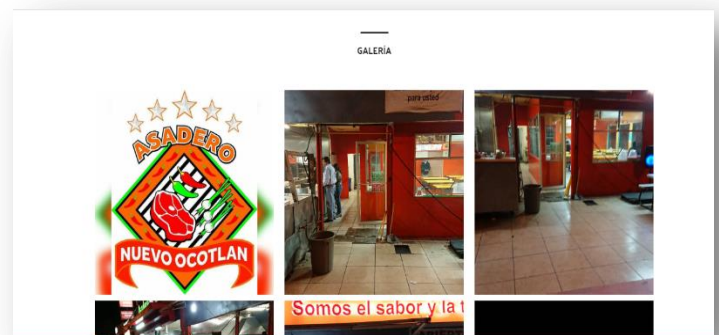 GALERÍA
para usted
ASADERO
NUEVO OCOTLAN
Somos el sabor y la t